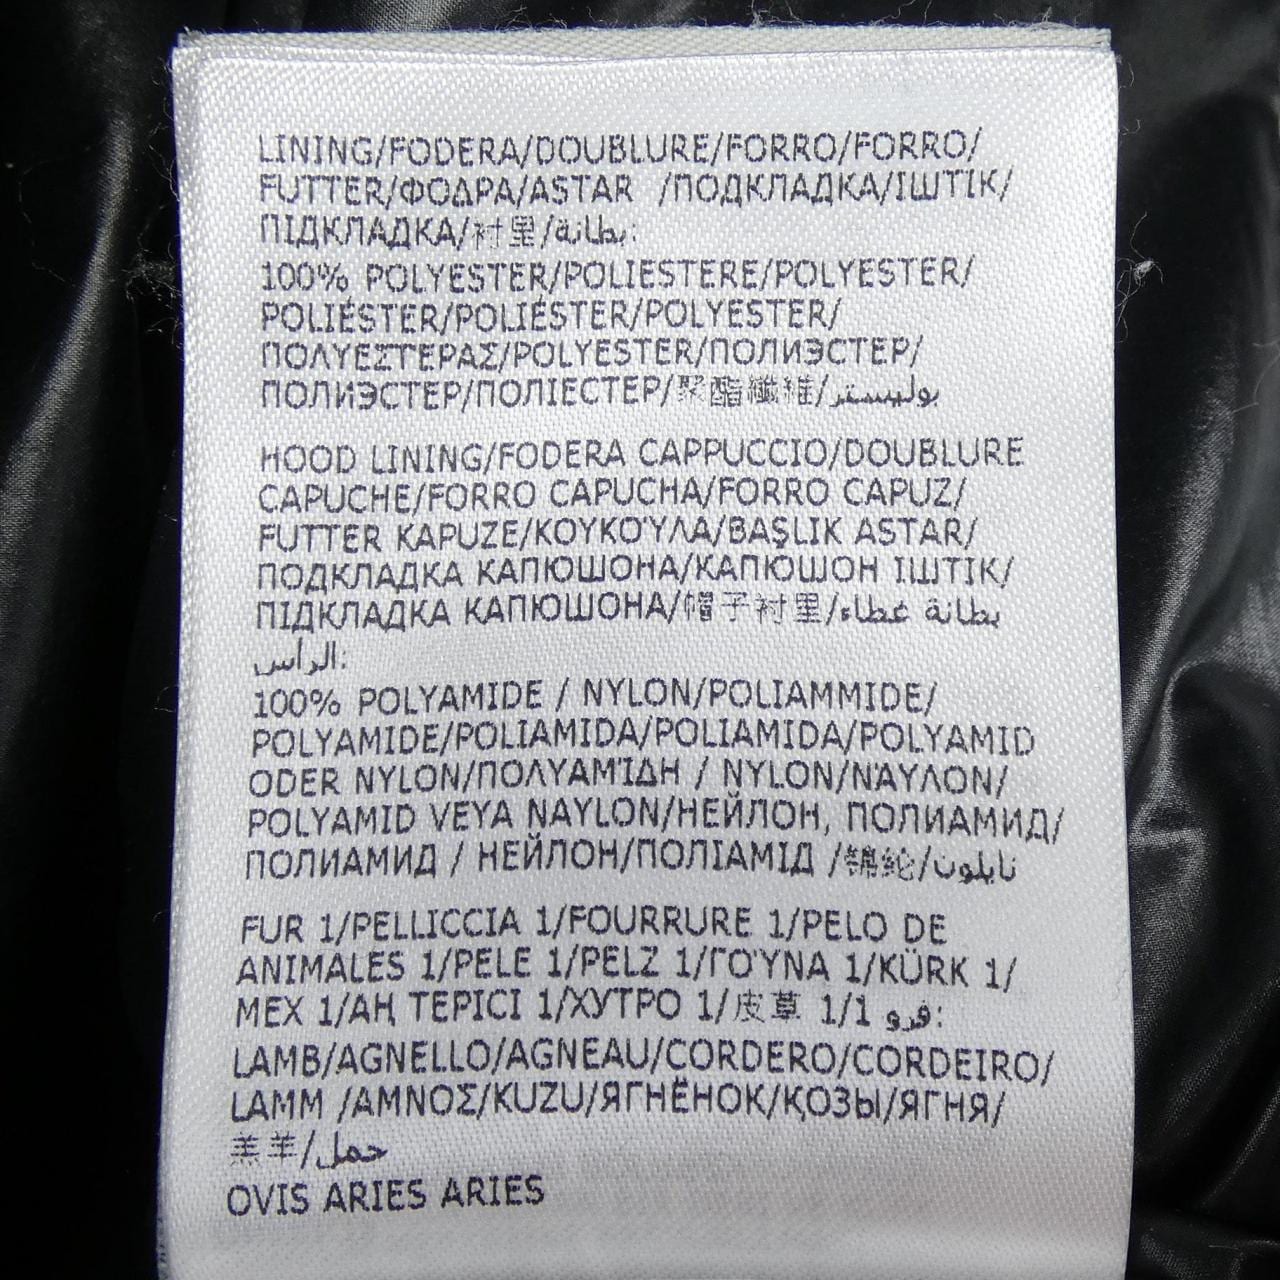 LINING/FODERA/DOUBLURE/FORRO/FORRO/
FUTTER/ΦΟΔΡΑ/ASTAR /ПОДКЛАДКА/ІШТІК/
ПІДКЛАДКА/衬里/بطانة:
100% POLYESTER/POLIESTERE/POLYESTER/
POLIÉSTER/POLIÉSTER/POLYESTER/
ΠΟΛΥΕΣΤΕΡΑΣ/POLYESTER/ПОЛИЭСТЕР/
ПОЛИЭСТЕР/ПОЛІЕСТЕР/聚酯纖維/بوليستر
HOOD LINING/FODERA CAPPUCCIO/DOUBLURE
CAPUCHE/FORRO CAPUCHA/FORRO CAPUZ/
FUTTER KAPUZE/ΚΟΥΚΟΎΛΑ/BAŞLIK ASTAR/
ПОДКЛАДКА КАПЮШОНА/КАПЮШОН ІШТІК/
ПІДКЛАДКА КАПЮШОНА/帽子衬里/بطانة غطاء
الرأس:
100% POLYAMIDE / NYLON/POLIAMMIDE/
POLYAMIDE/POLIAMIDA/POLIAMIDA/POLYAMID
ODER NYLON/ΠΟΛΥΑΜΊΔΗ / NYLON/ΝΆΥΛΟΝ/
POLYAMID VEYA NAYLON/НЕЙЛОН, ПОЛИАМИД/
ПОЛИАМИД / НЕЙЛОН/ПОЛІАМІД /锦纶/نايلون
FUR 1/PELLICCIA 1/FOURRURE 1/PELO DE
ANIMALES 1/PELE 1/PELZ 1/ΓΟΎΝΑ 1/KÜRK 1/
МЕХ 1/АҢ ТЕРІСІ 1/ХУТРО 1/皮草 1/1 فرو:
LAMB/AGNELLO/AGNEAU/CORDERO/CORDEIRO/
LAMM /ΑΜΝΟΣ/KUZU/ЯГНЁНОК/ҚОЗЫ/ЯГНЯ/
羔羊/حمل
OVIS ARIES ARIES